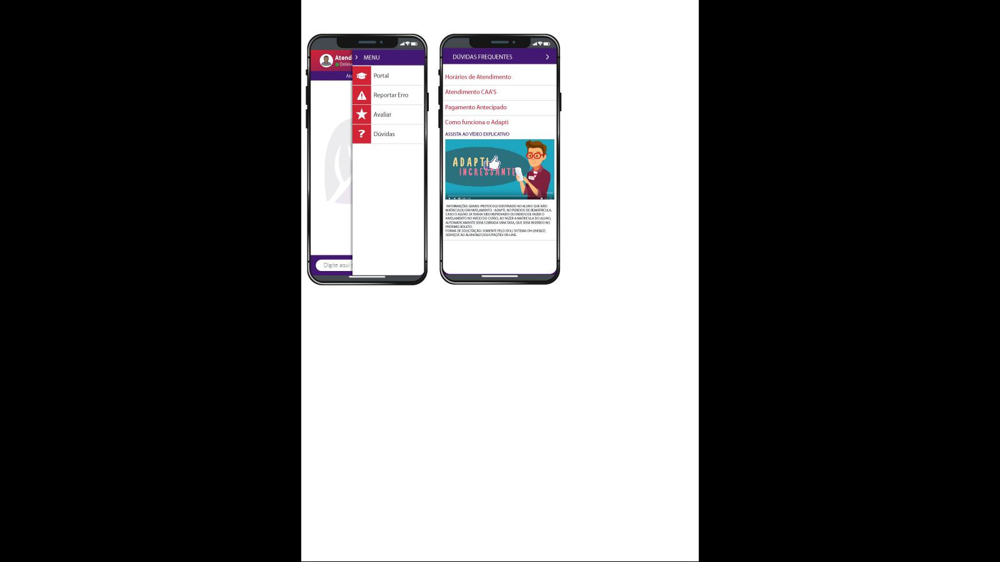 Atend
Online
Ate
MENU
Portal
Reportar Erro
Avaliar
Dúvidas
Digite aqui
DÚVIDAS FREQUENTES
Horários de Atendimento
Atendimento CAA'S
Pagamento Antecipado
Como funciona o Adapti
ASSISTA AO VÍDEO EXPLICATIVO
ADAPTI
INGRESSANTE
INFORMAÇÕES GERAIS: PROTOCOLO DESTINADO AO ALUNO QUE NÃO
MATRICULOU EM NIVELAMENTO - ADAPTI, NO PERIODO DE REMATRÍCULA.
CASO O ALUNO JÁ TENHA SIDO REPROVADO OU DEIXOU DE FAZER O
NIVELAMENTO NO INÍCIO DO CURSO, AO FAZER A MATRICULA DO ALUNO,
AUTOMATICAMENTE SERÁ COBRADA UMA TAXA, QUE SERÁ INSERIDO NO
PRÓXIMO BOLETO.
FORMA DE SOLICITAÇÃO: SOMENTE PELO (SOL) SISTEMA ON-LINE&GT;
SERVIÇOS AO ALUNO&GT;SOLICITAÇÕES ON-LINE.